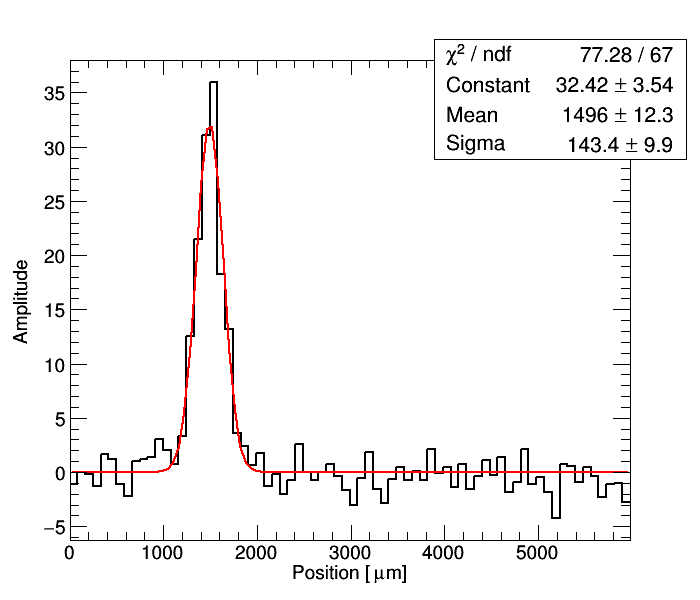 χ² / ndf 77.28 / 67
Constant 32.42 ± 3.54
Mean 1496 ± 12.3
Sigma 143.4 ± 9.9
35
30
25
20
15
10
5
0
−5
Amplitude
0 1000 2000 3000 4000 5000
Position [ μm]